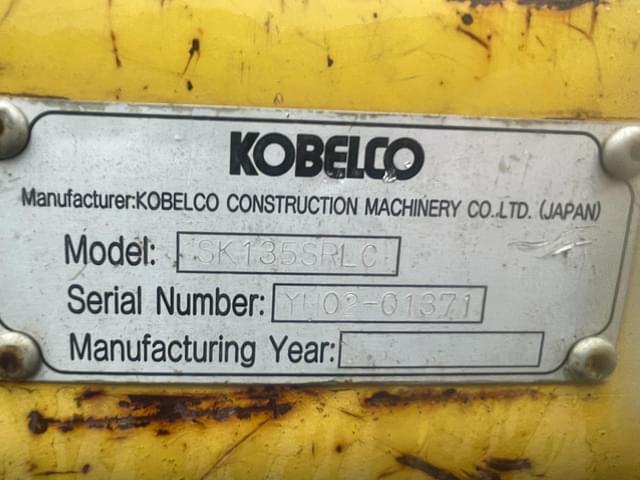 KOBELCO
Manufacturer:KOBELCO CONSTRUCTION MACHINERY CO.,LTD. (JAPAN)
Model: SK135SRLC
Serial Number: YH02-01371
Manufacturing Year: